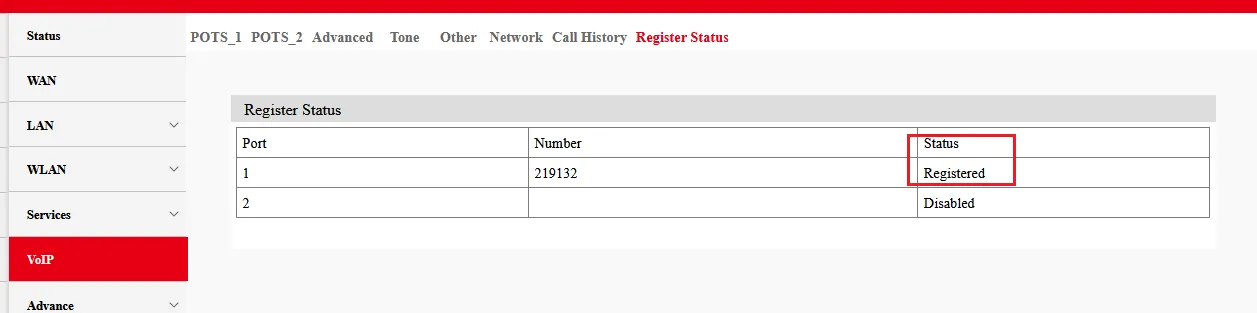 Status
POTS_1 POTS_2 Advanced Tone Other Network Call History Register Status
WAN
LAN
WLAN
Services
VoIP
Advance
Register Status
Port Number Status
1 219132 Registered
2 Disabled